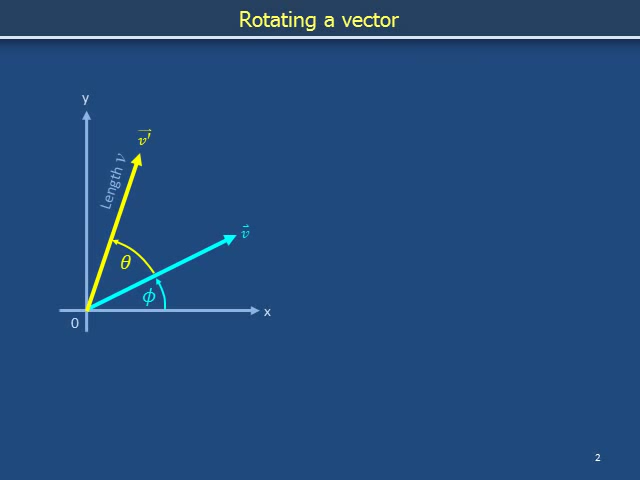 Rotating a vector
y
v⃗'
Length v
v⃗
θ
ϕ
x
0
2